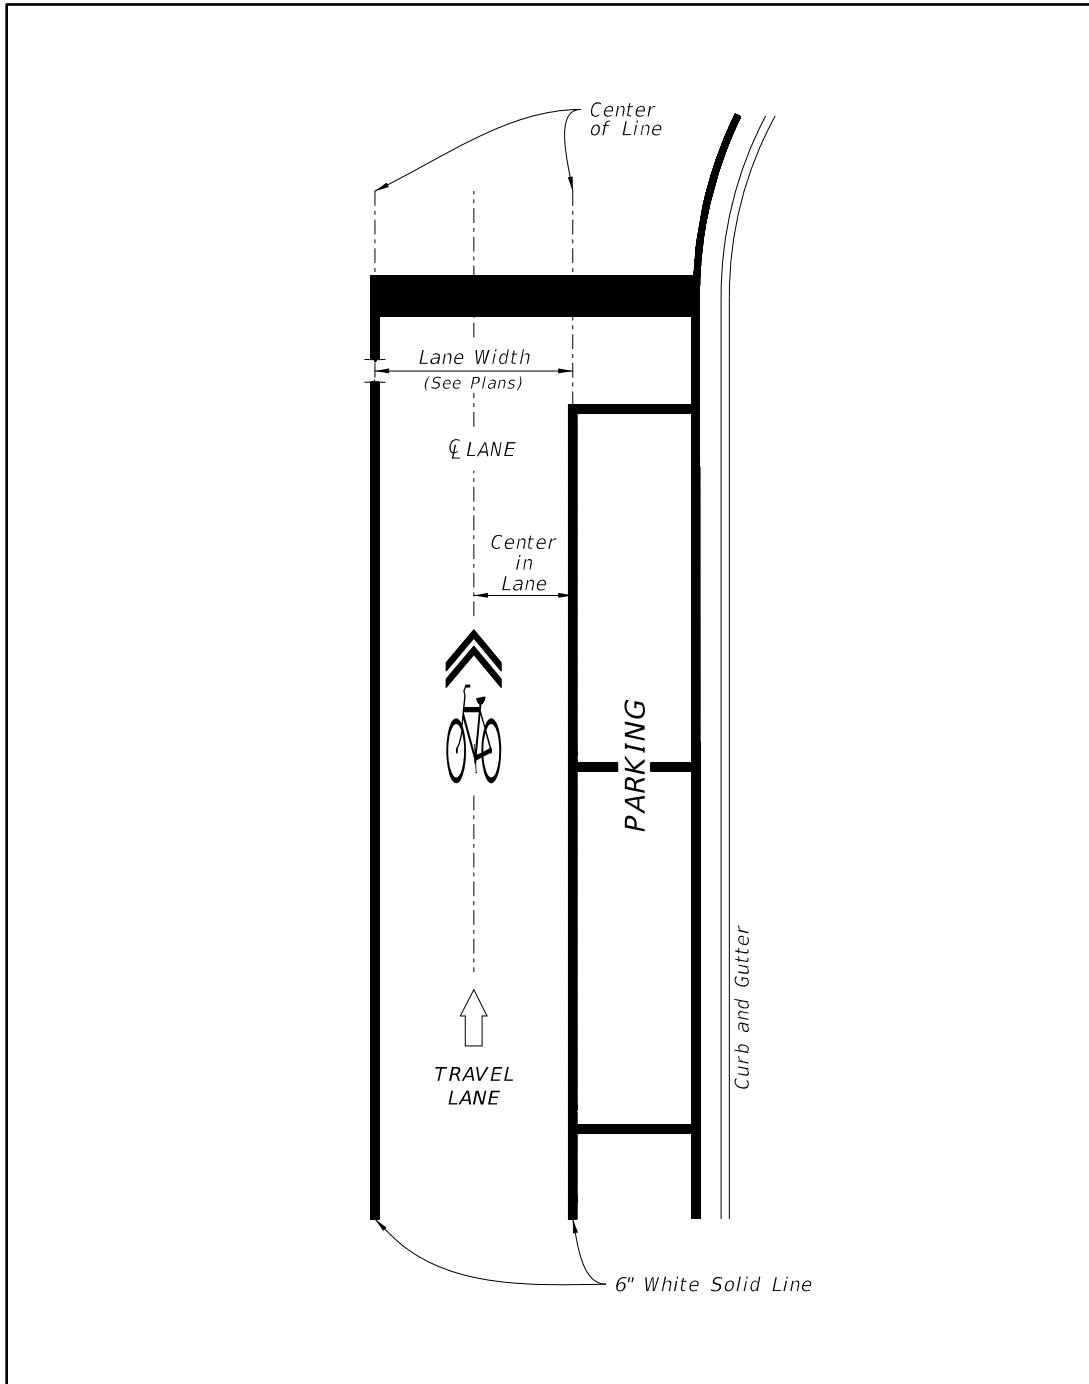 Center
of Line
Lane Width
(See Plans)
℄ LANE
Center
in
Lane
PARKING
Curb and Gutter
TRAVEL
LANE
6" White Solid Line